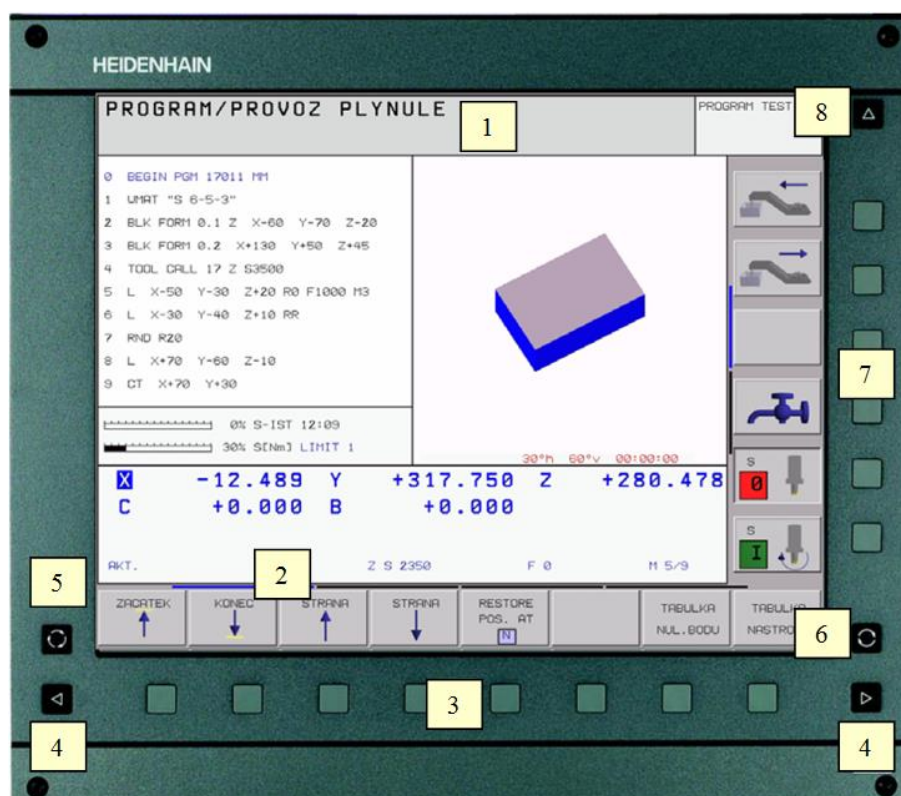 HEIDENHAIN
PROGRAM/PROVOZ PLYNULE
PROGRAM TEST
1
8
0 BEGIN PGM 17011 MM
1 WMAT "S 6-5-3"
2 BLK FORM 0.1 Z X-60 Y-70 Z-20
3 BLK FORM 0.2 X+130 Y+50 Z+45
4 TOOL CALL 17 Z S3500
5 L X-50 Y-30 Z+20 R0 F1000 M3
6 L X-30 Y-40 Z+10 RR
7 RND R20
8 L X+70 Y-60 Z-10
9 CT X+70 Y+30
7
0% S-IST 12:09
30% S[Nm] LIMIT 1
30°h 60°v 00:00:00
X -12.489 Y +317.750 Z +280.478
C +0.000 B +0.000
S
0
S
I
AKT. Z S 2350 F 0 M 5/9
5
2
ZACATEK
KONEC
STRANA
STRANA
RESTORE
POS. AT
N
TABULKA
NUL.BODU
6
3
4
4